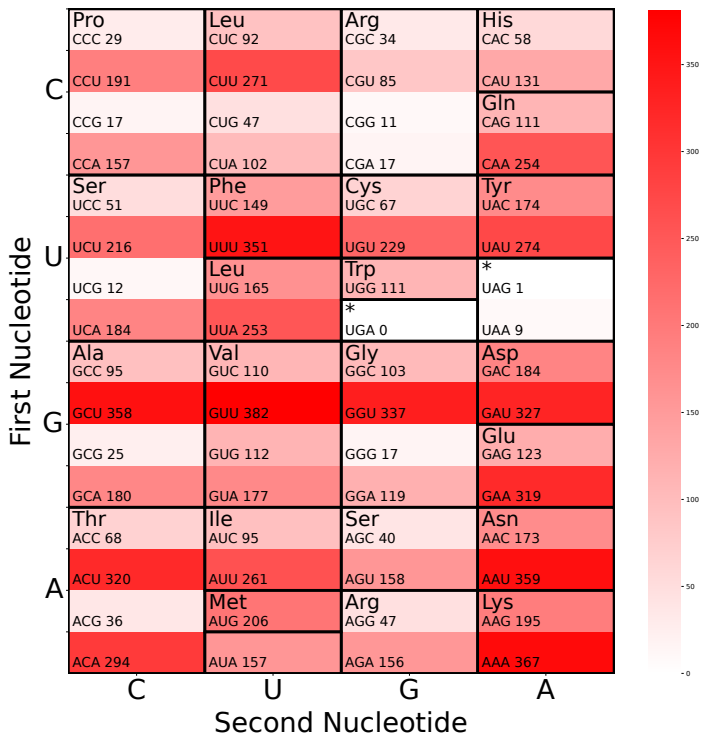 Pro Leu Arg His
CCC 29 CUC 92 CGC 34 CAC 58
CCU 191 CUU 271 CGU 85 CAU 131
Gln
CCG 17 CUG 47 CGG 11 CAG 111
CCA 157 CUA 102 CGA 17 CAA 254
Ser Phe Cys Tyr
UCC 51 UUC 149 UGC 67 UAC 174
UCU 216 UUU 351 UGU 229 UAU 274
Leu Trp *
UCG 12 UUG 165 UGG 111 UAG 1
*
UCA 184 UUA 253 UGA 0 UAA 9
Ala Val Gly Asp
GCC 95 GUC 110 GGC 103 GAC 184
GCU 358 GUU 382 GGU 337 GAU 327
Glu
GCG 25 GUG 112 GGG 17 GAG 123
GCA 180 GUA 177 GGA 119 GAA 319
Thr Ile Ser Asn
ACC 68 AUC 95 AGC 40 AAC 173
ACU 320 AUU 261 AGU 158 AAU 359
Met Arg Lys
ACG 36 AUG 206 AGG 47 AAG 195
ACA 294 AUA 157 AGA 156 AAA 367
C
U
G
A
First Nucleotide
C U G A
Second Nucleotide
350
300
250
200
150
100
50
0